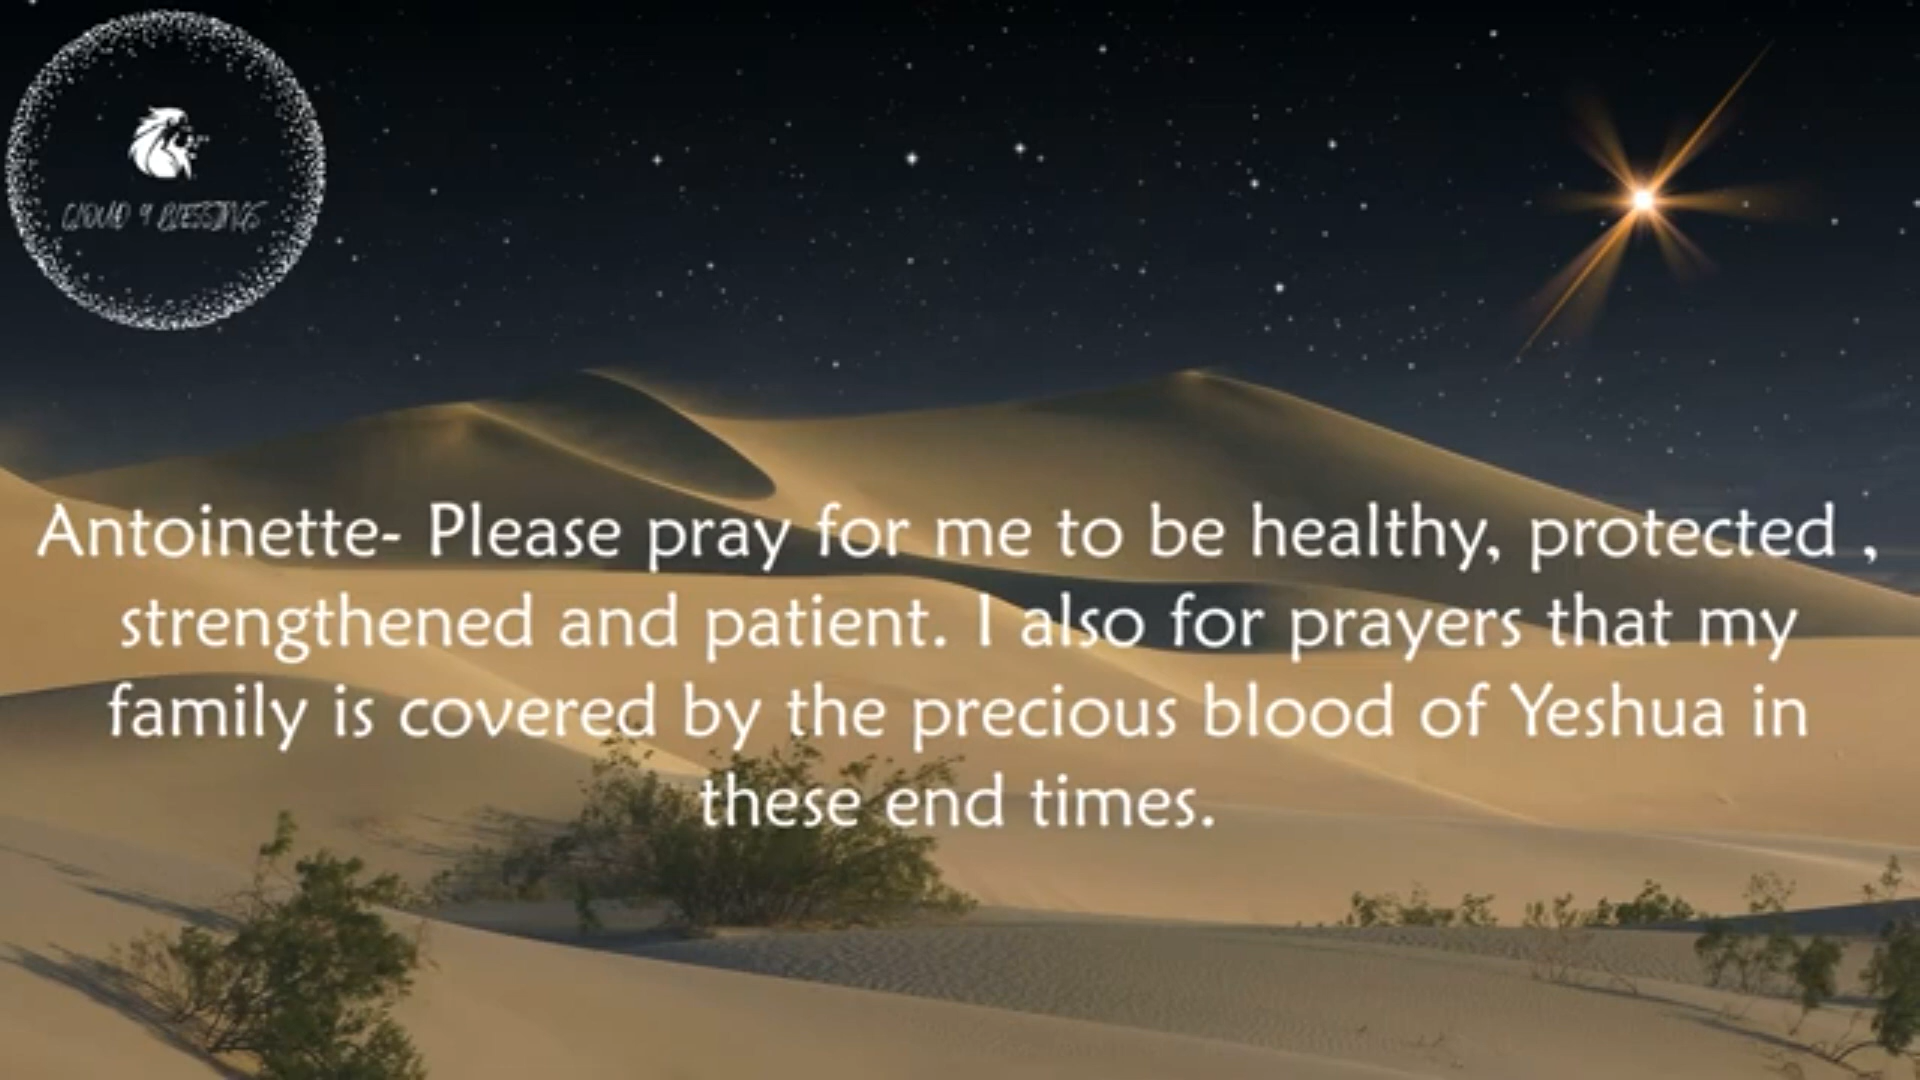 CLOUD 9 BLESSINGS
Antoinette- Please pray for me to be healthy, protected ,
strengthened and patient. I also for prayers that my
family is covered by the precious blood of Yeshua in
these end times.